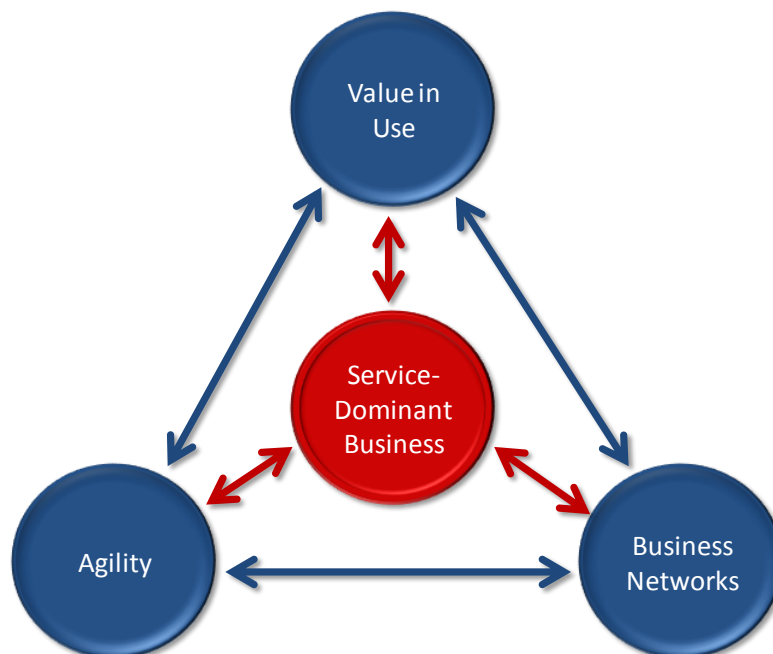 Value in
Use
Service-
Dominant
Business
Agility
Business
Networks